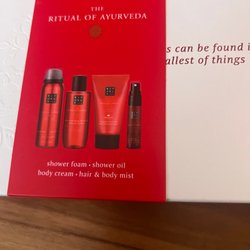 THE
RITUAL OF AYURVEDA
s can be found i
allest of things
shower foam · shower oil
body cream · hair & body mist